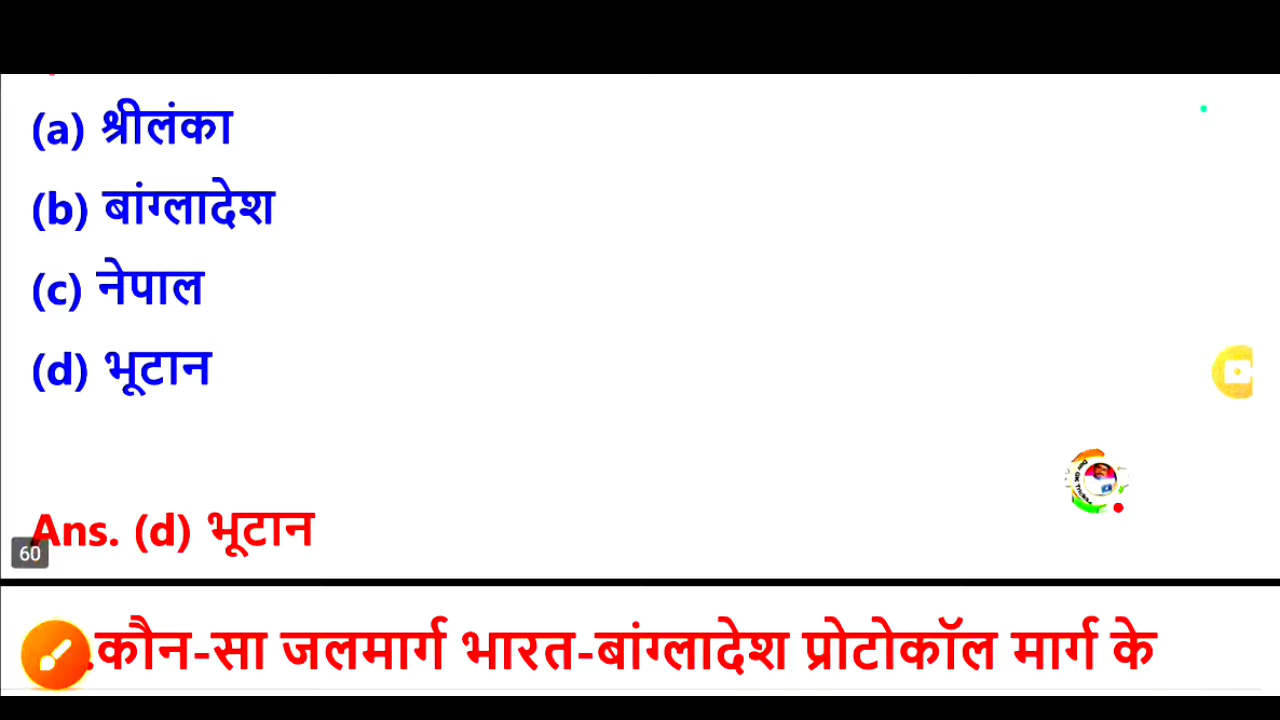 (a) श्रीलंका
(b) बांग्लादेश
(c) नेपाल
(d) भूटान
Ans. (d) भूटान
60
.कौन-सा जलमार्ग भारत-बांग्लादेश प्रोटोकॉल मार्ग के